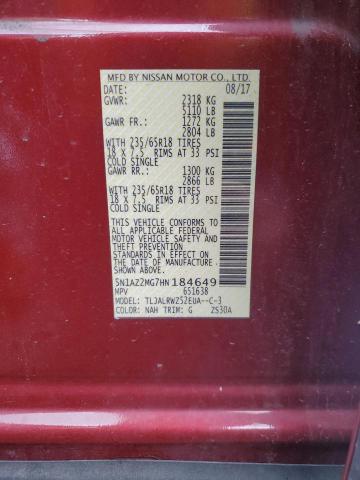 MFD BY NISSAN MOTOR CO., LTD.
DATE: 08/17
GVWR: 2318 KG
5110 LB
GAWR FR.: 1272 KG
2804 LB
WITH 235/65R18 TIRES
18 X 7.5 RIMS AT 33 PSI
COLD SINGLE
GAWR RR.: 1300 KG
2866 LB
WITH 235/65R18 TIRES
18 X 7.5 RIMS AT 33 PSI
COLD SINGLE
THIS VEHICLE CONFORMS TO
ALL APPLICABLE FEDERAL
MOTOR VEHICLE SAFETY AND
THEFT PREVENTION
STANDARDS IN EFFECT ON
THE DATE OF MANUFACTURE
SHOWN ABOVE.
5N1AZ2MG7HN184649
MPV 651638
MODEL: TLJALRWZ52EUA--C-3
COLOR: NAH TRIM: G ZS30A